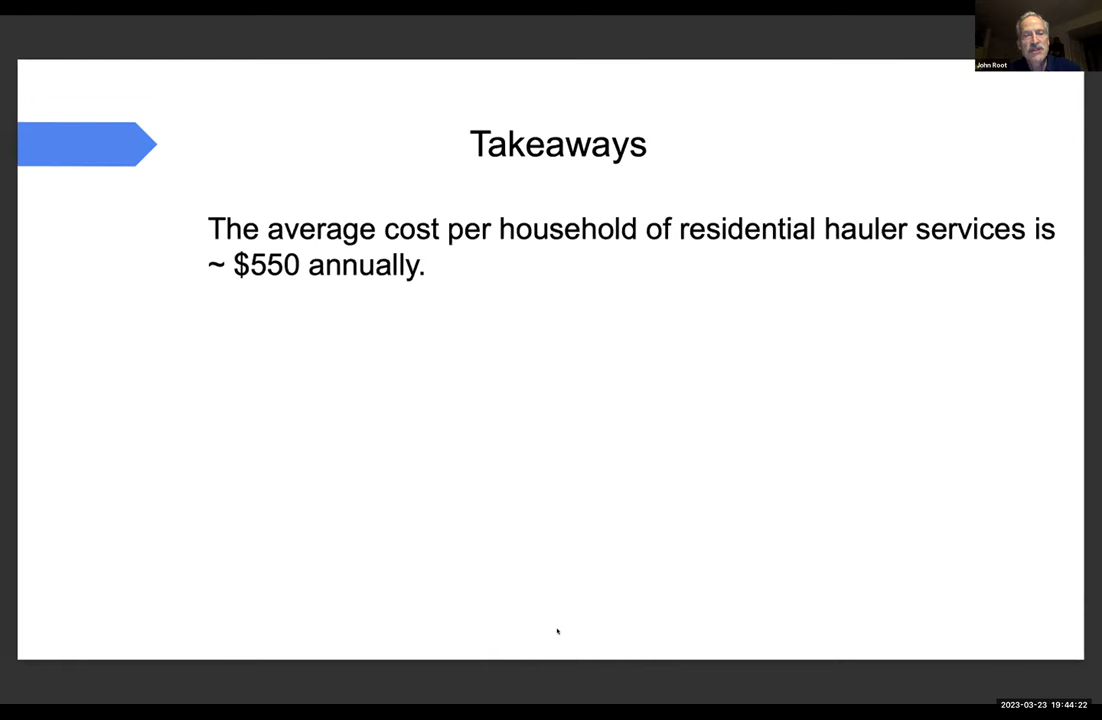 John Root
Takeaways
The average cost per household of residential hauler services is
~ $550 annually.
2023-03-23 19:44:22